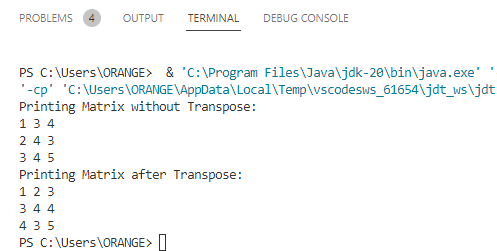 PROBLEMS 4 OUTPUT TERMINAL DEBUG CONSOLE
PS C:\Users\ORANGE> & 'C:\Program Files\Java\jdk-20\bin\java.exe' '
'-cp' 'C:\Users\ORANGE\AppData\Local\Temp\vscodesws_61654\jdt_ws\jdt
Printing Matrix without Transpose:
1 3 4
2 4 3
3 4 5
Printing Matrix after Transpose:
1 2 3
3 4 4
4 3 5
PS C:\Users\ORANGE>